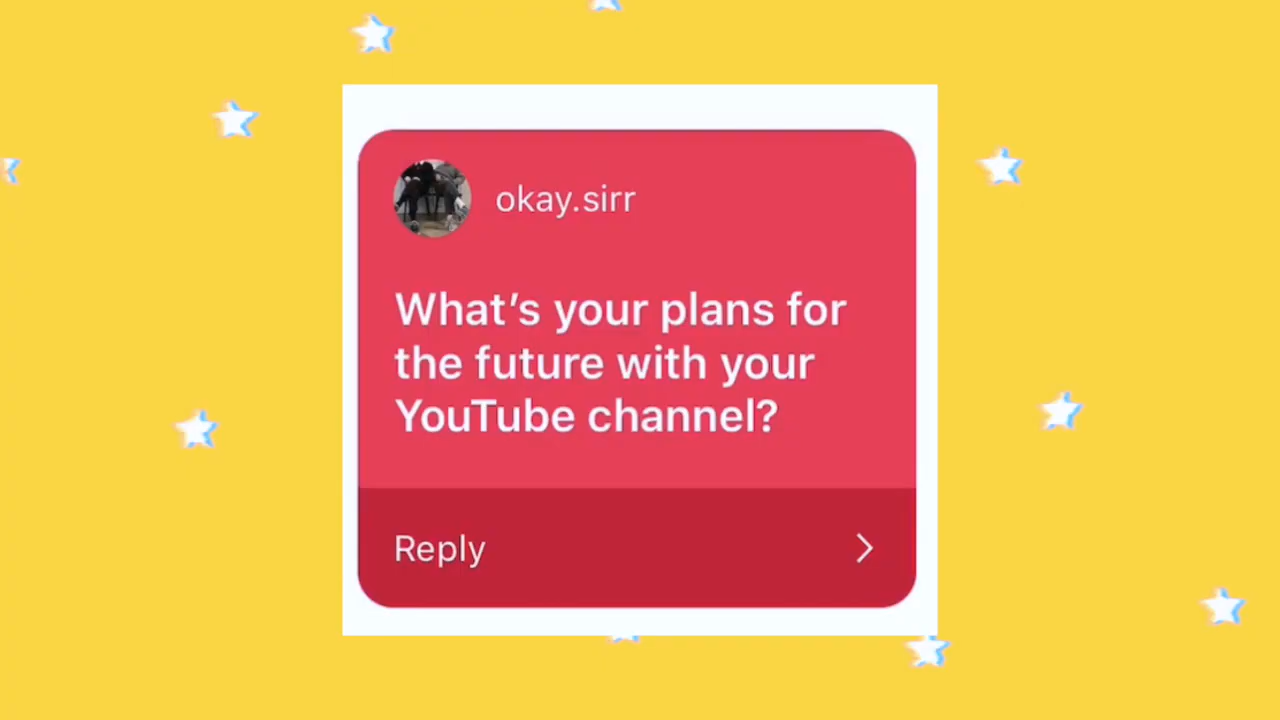 okay.sirr
What’s your plans for
the future with your
YouTube channel?
Reply